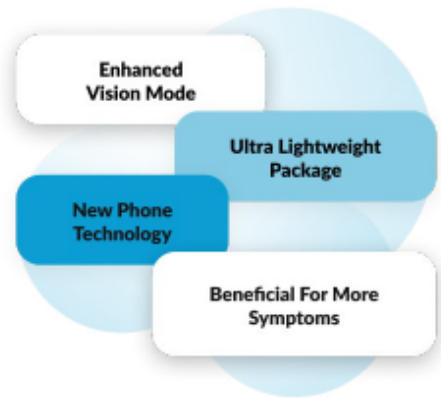 Enhanced
Vision Mode
Ultra Lightweight
Package
New Phone
Technology
Beneficial For More
Symptoms